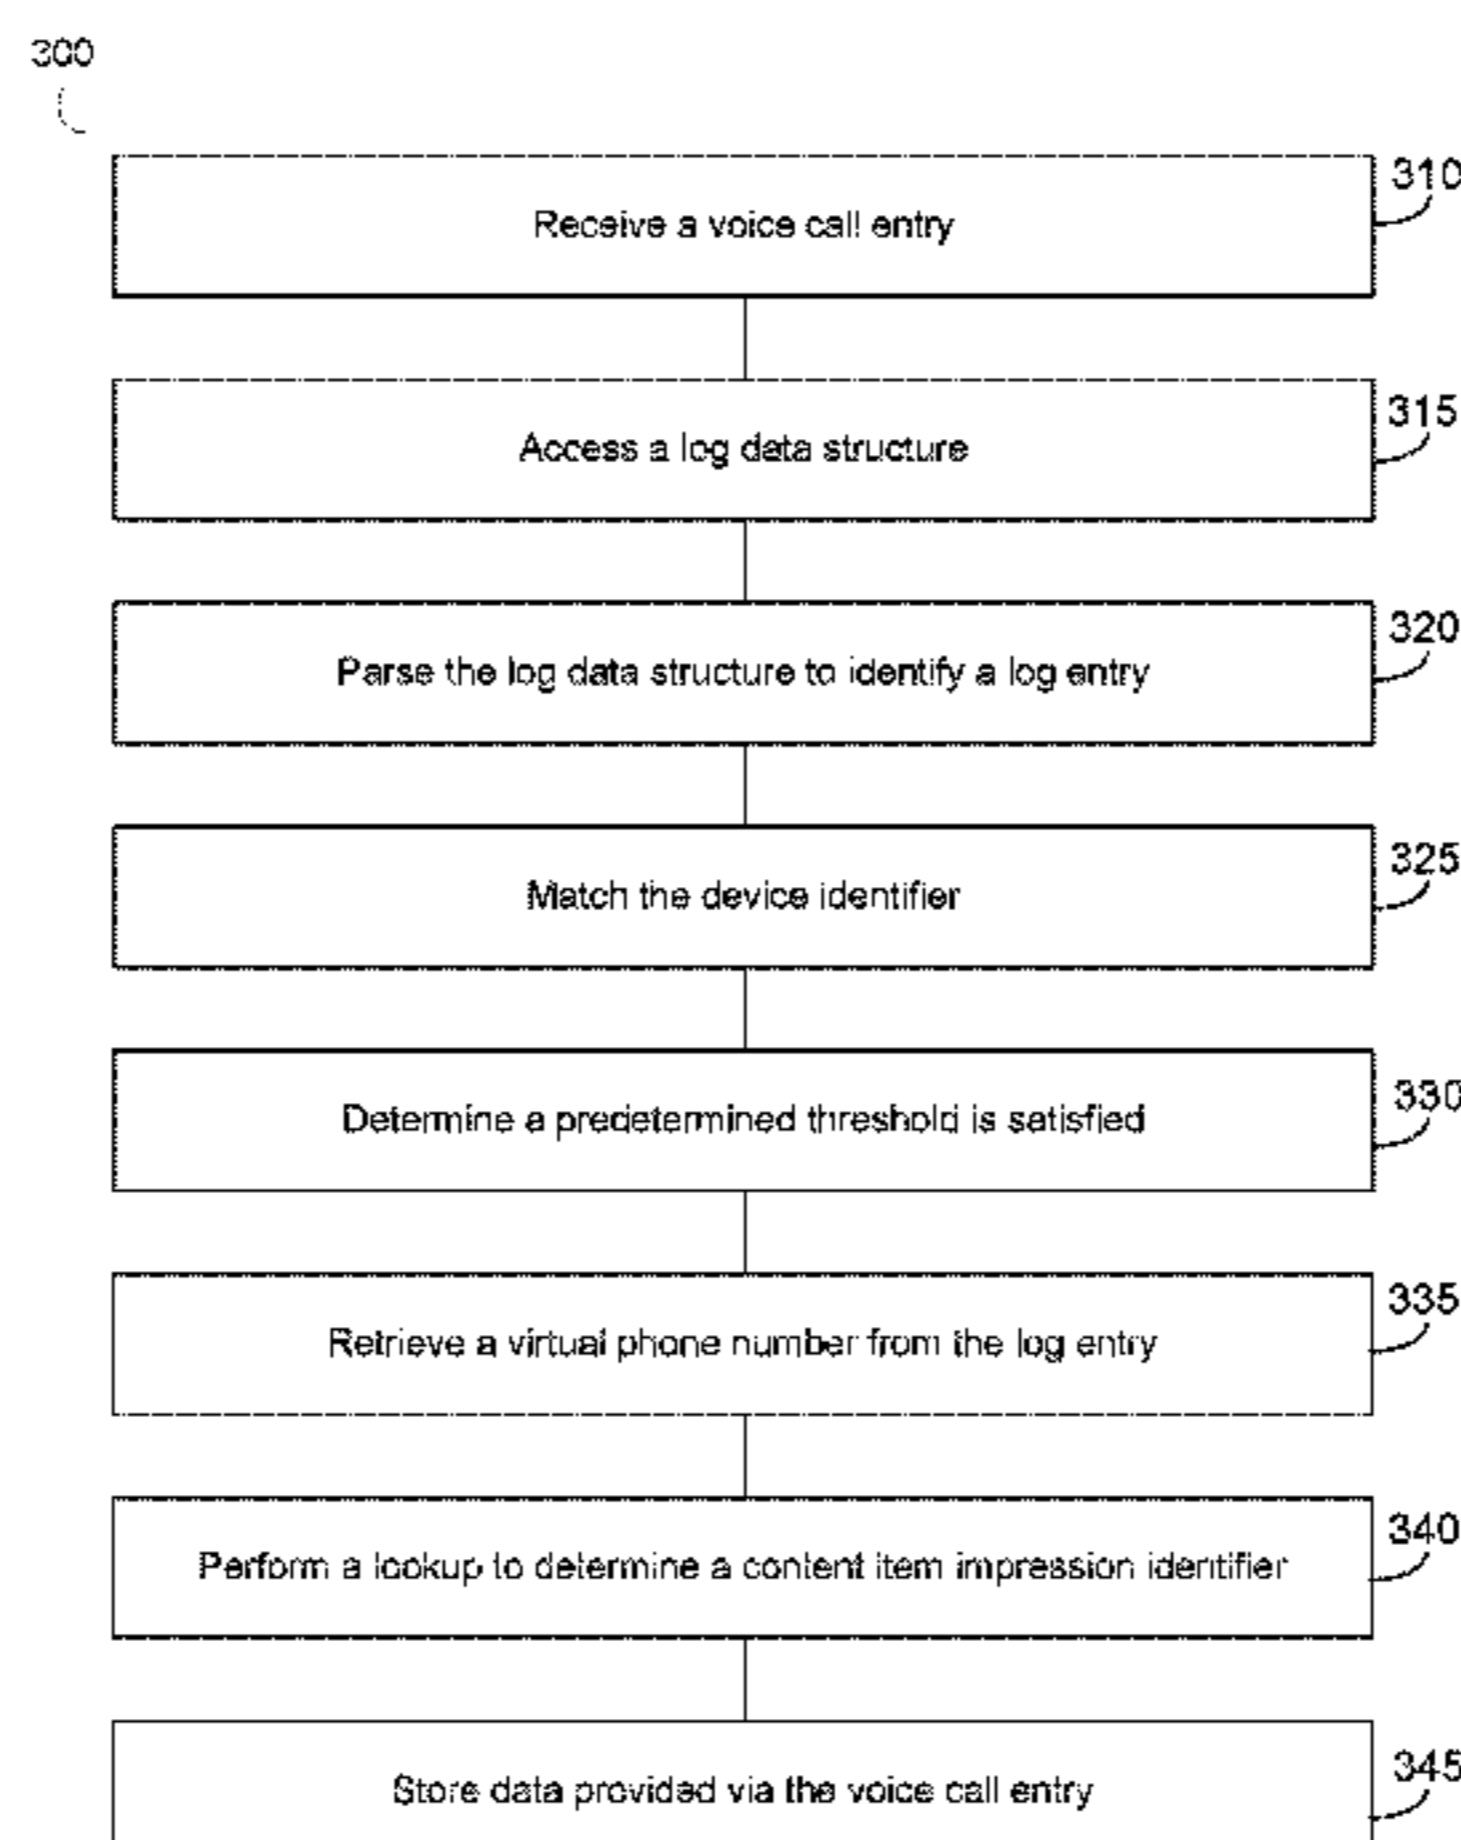 300
310
Receive a voice call entry
315
Access a log data structure
320
Parse the log data structure to identify a log entry
325
Match the device identifier
330
Determine a predetermined threshold is satisfied
335
Retrieve a virtual phone number from the log entry
340
Perform a lookup to determine a content item impression identifier
345
Store data provided via the voice call entry